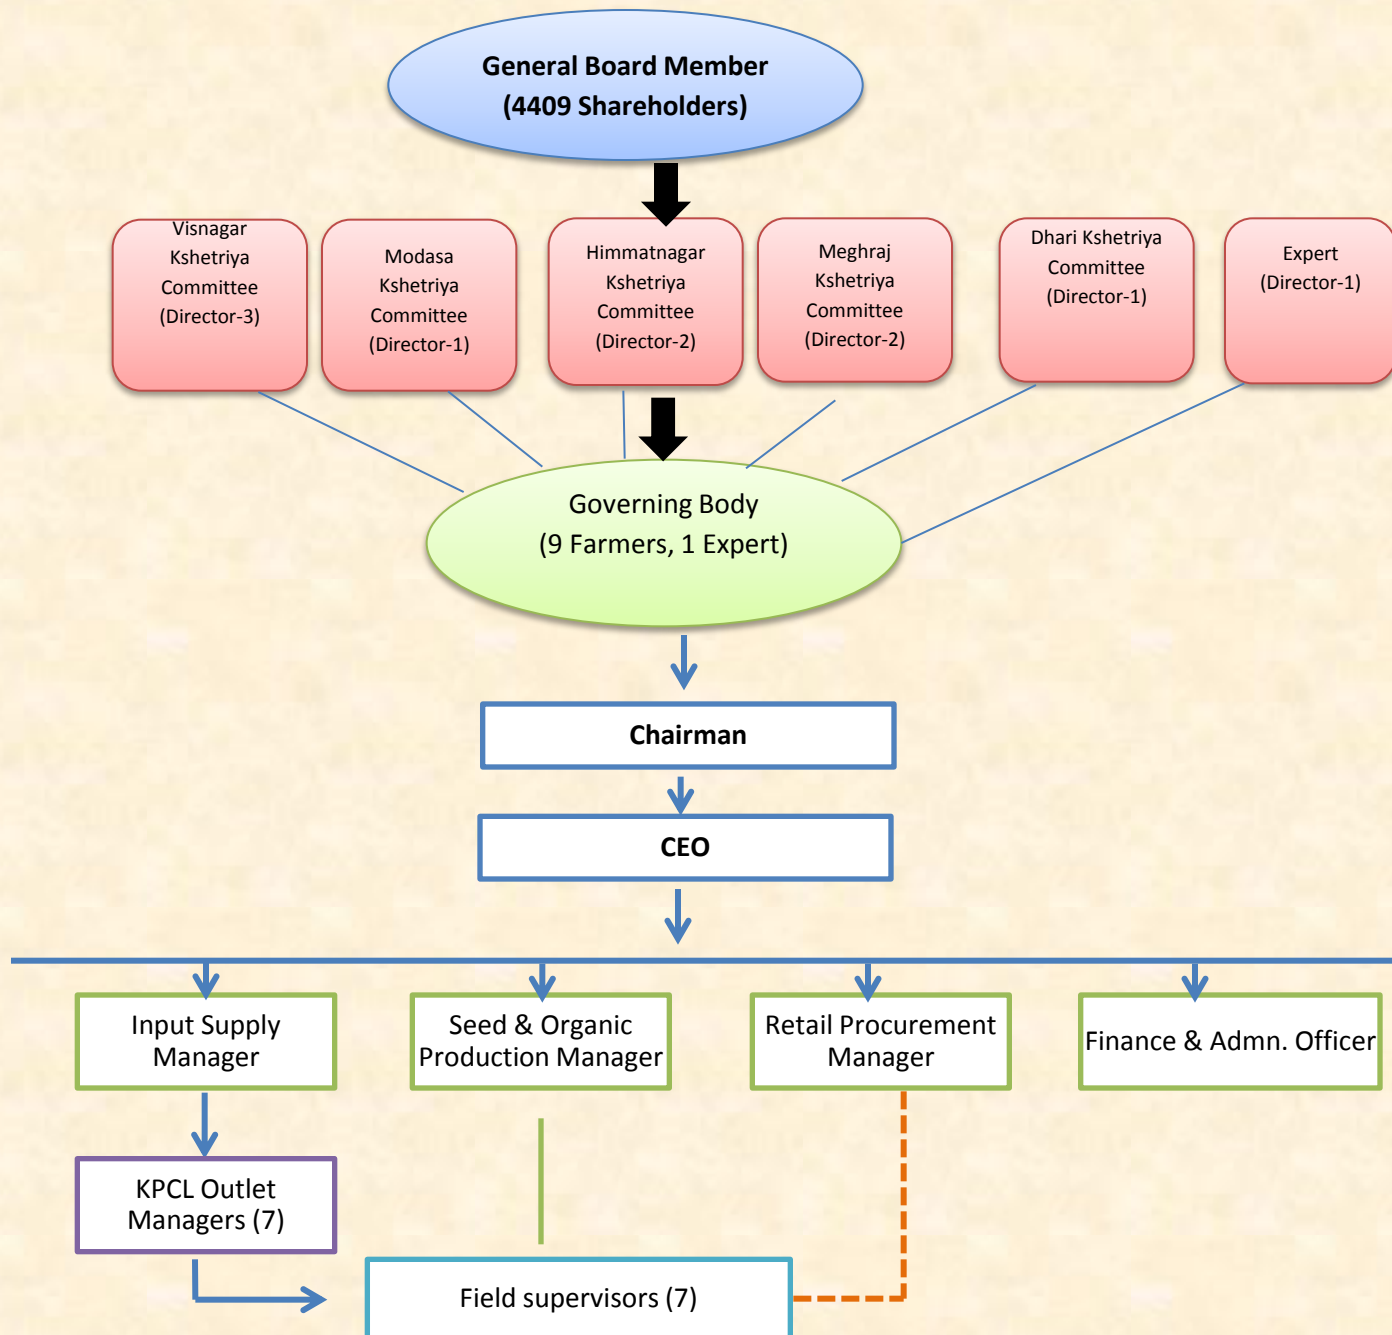 General Board Member
(4409 Shareholders)
Visnagar
Kshetriya
Committee
(Director-3)
Modasa
Kshetriya
Committee
(Director-1)
Himmatnagar
Kshetriya
Committee
(Director-2)
Meghraj
Kshetriya
Committee
(Director-2)
Dhari Kshetriya
Committee
(Director-1)
Expert
(Director-1)
Governing Body
(9 Farmers, 1 Expert)
Chairman
CEO
Input Supply
Manager
Seed & Organic
Production Manager
Retail Procurement
Manager
Finance & Admn. Officer
KPCL Outlet
Managers (7)
Field supervisors (7)